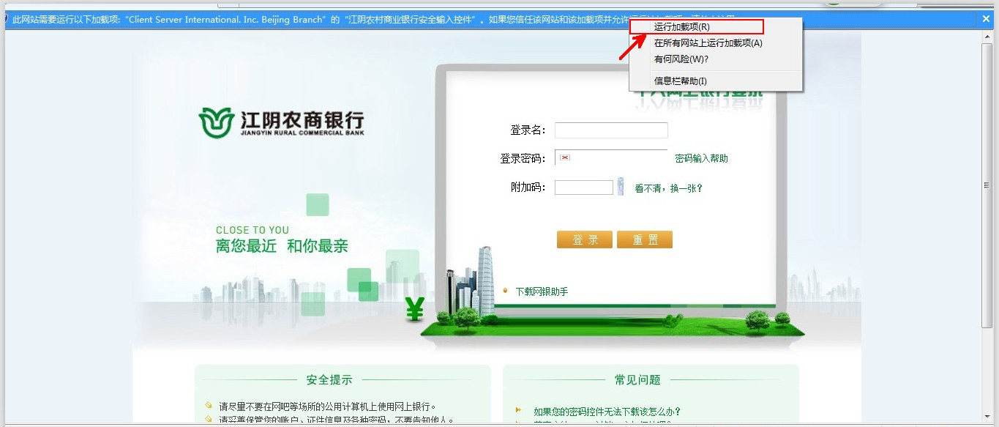 此网站需要运行以下加载项: “Client Server International. Inc. Beijing Branch”的“江阴农村商业银行安全输入控件”。如果您信任该网站和该加载项并允许
运行加载项(R)
在所有网站上运行加载项(A)
有何风险(W)?
信息栏帮助(I)
江阴农商银行
JIANGYIN RURAL COMMERCIAL BANK
登录名:
登录密码:
密码输入帮助
附加码:
看不清，换一张?
CLOSE TO YOU
离您最近 和你最亲
登 录
重 置
¥
下载网银助手
安全提示
常见问题
请尽量不要在网吧等场所的公用计算机上使用网上银行。
如果您的密码控件无法下载该怎么办?
请妥善保管您的账户、证件信息及各种密码，不要告知他人。